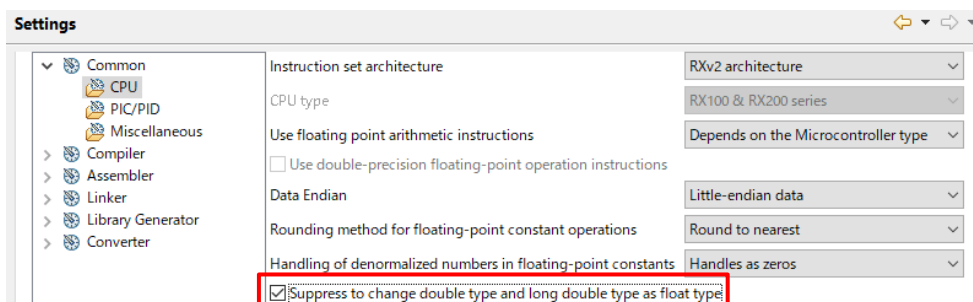 Settings
Common
CPU
PIC/PID
Miscellaneous
Compiler
Assembler
Linker
Library Generator
Converter
Instruction set architecture RXv2 architecture
CPU type RX100 & RX200 series
Use floating point arithmetic instructions Depends on the Microcontroller type
Use double-precision floating-point operation instructions
Data Endian Little-endian data
Rounding method for floating-point constant operations Round to nearest
Handling of denormalized numbers in floating-point constants Handles as zeros
Suppress to change double type and long double type as float type